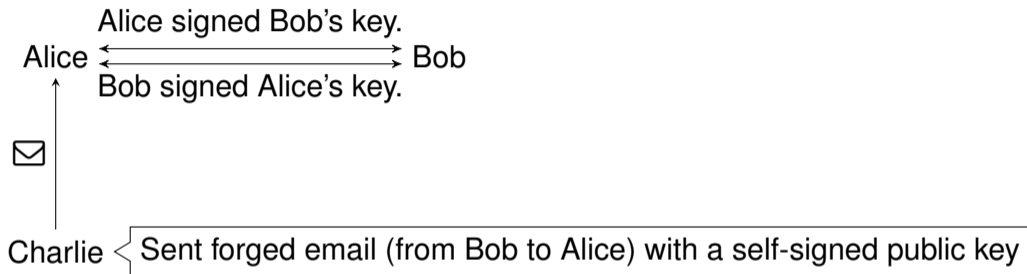 Alice signed Bob’s key.
Alice
Bob
Bob signed Alice’s key.
Charlie
Sent forged email (from Bob to Alice) with a self-signed public key